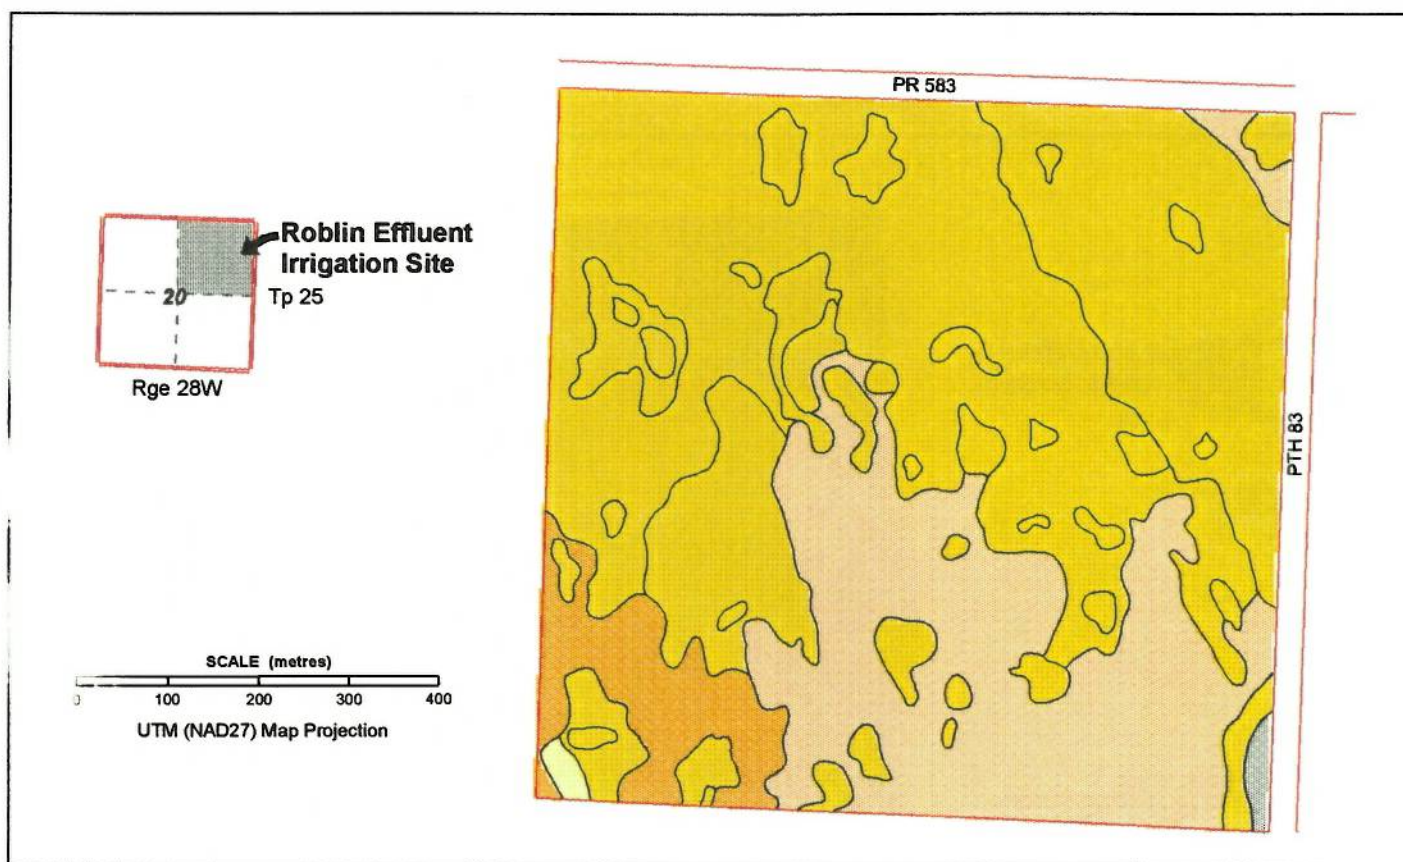 PR 583
Roblin Effluent
Irrigation Site
20
Tp 25
Rge 28W
PTH 83
SCALE (metres)
0 100 200 300 400
UTM (NAD27) Map Projection